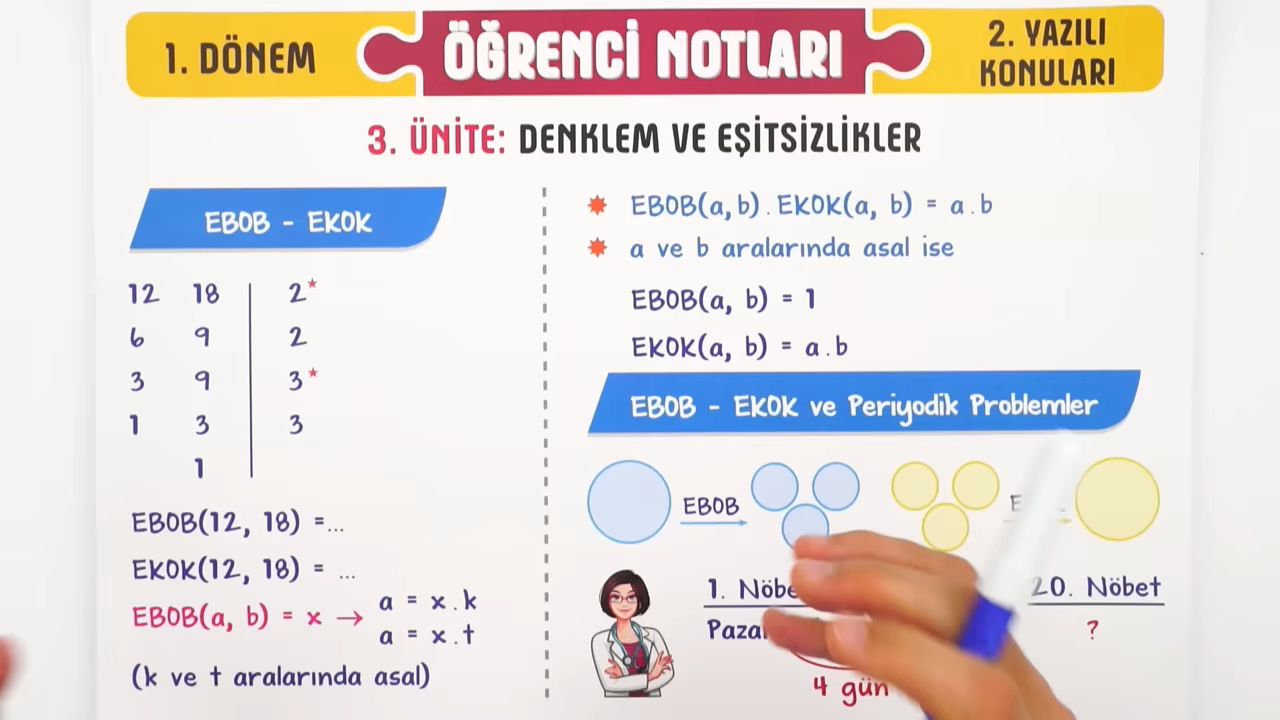 1. DÖNEM
ÖĞRENCİ NOTLARI
2. YAZILI
KONULARI
3. ÜNİTE: DENKLEM VE EŞİTSİZLİKLER
EBOB - EKOK
12 18 2*
6 9 2
3 9 3*
1 3 3
1
EBOB(12, 18) =...
EKOK(12, 18) = ...
EBOB(a, b) = x → a = x.k
a = x.t
(k ve t aralarında asal)
EBOB(a,b).EKOK(a, b) = a.b
a ve b aralarında asal ise
EBOB(a, b) = 1
EKOK(a, b) = a.b
EBOB - EKOK ve Periyodik Problemler
EBOB
1. 20. Nöbet
?
4 gün